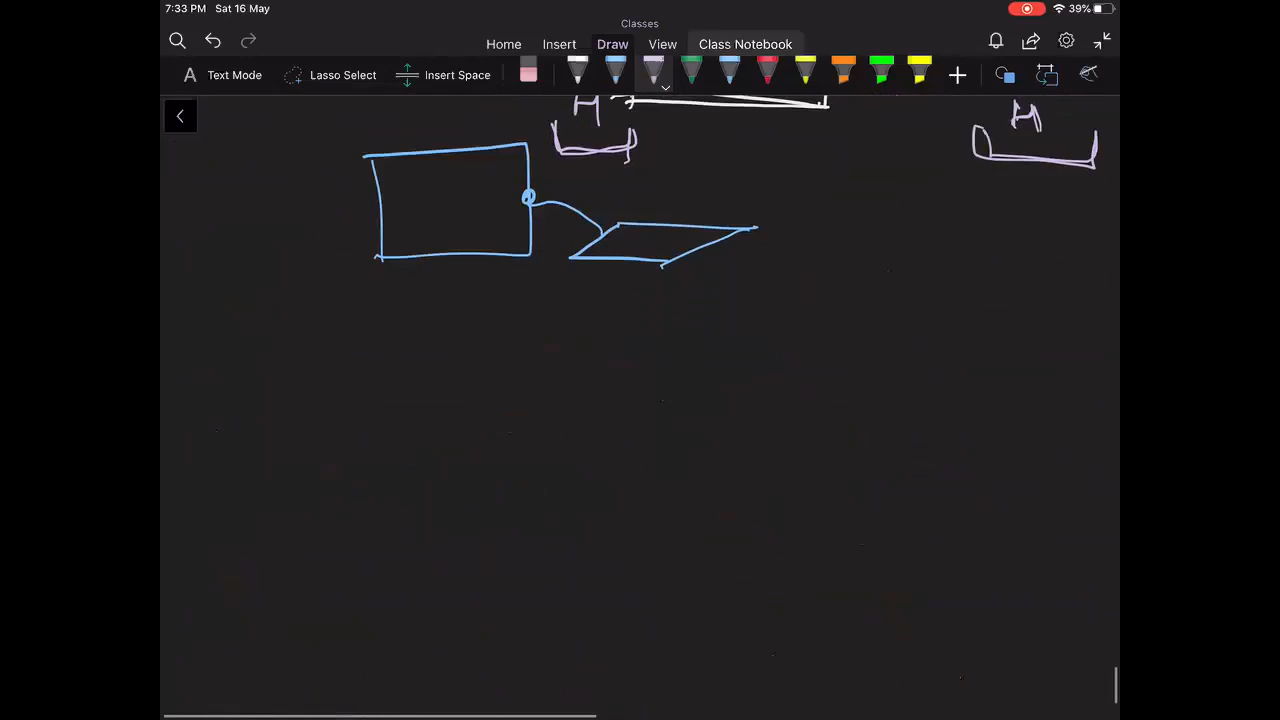 7:33 PM Sat 16 May 39%
Classes
Home Insert Draw View Class Notebook
A Text Mode Lasso Select Insert Space
H H